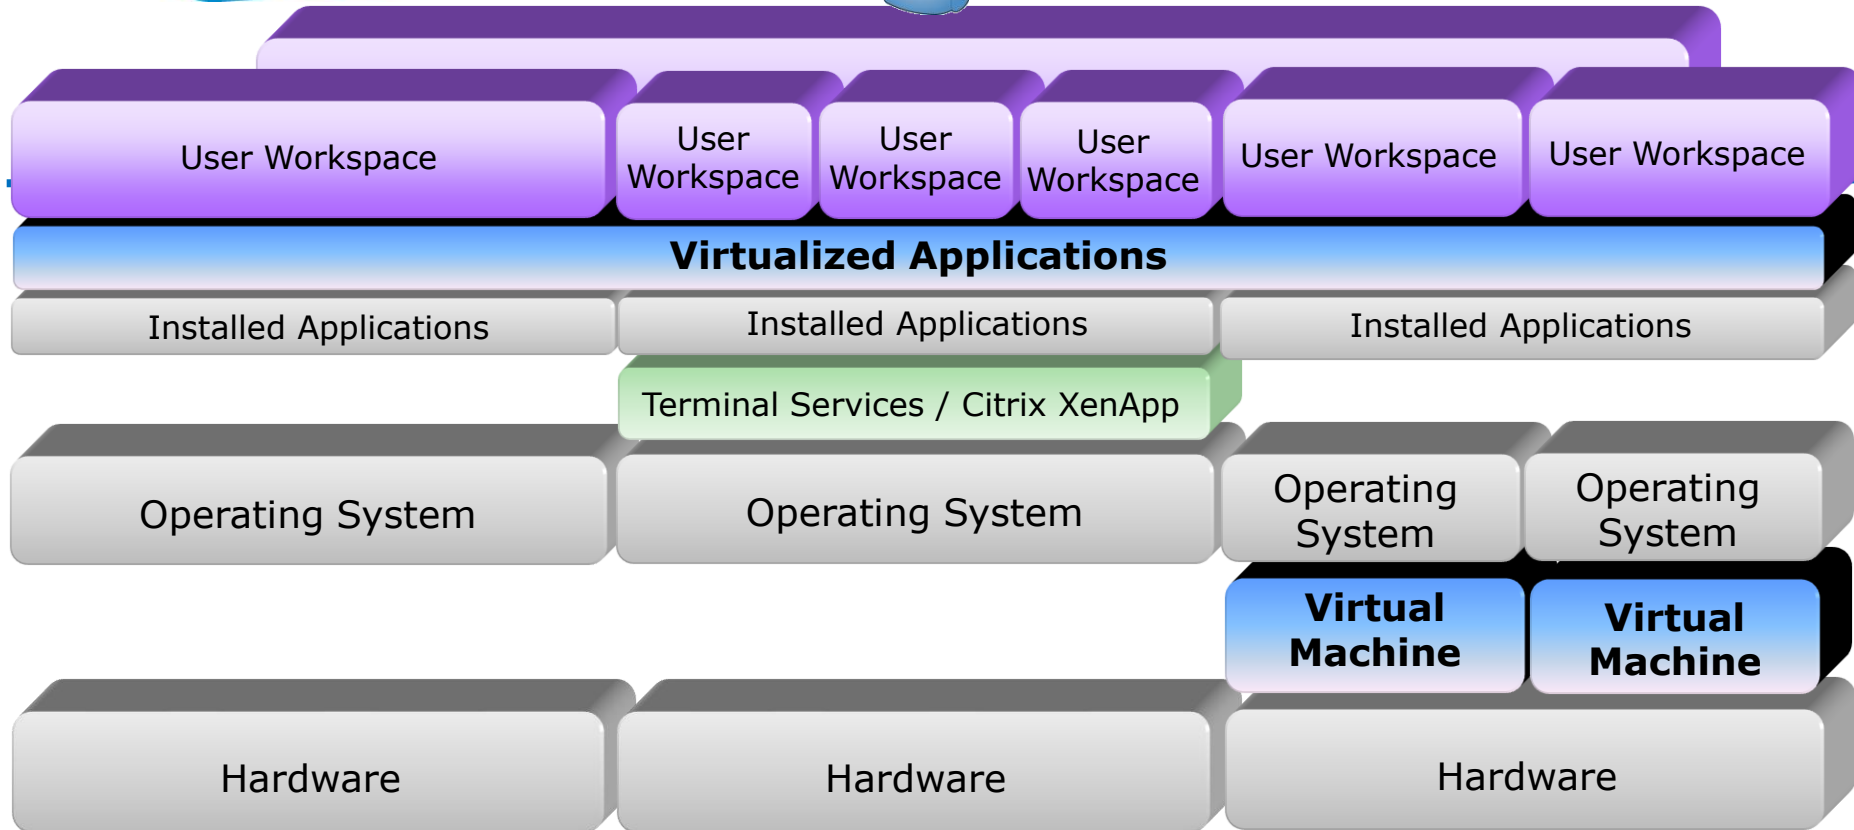 User Workspace
User
Workspace
User
Workspace
User
Workspace
User Workspace
User Workspace
Virtualized Applications
Installed Applications
Installed Applications
Installed Applications
Terminal Services / Citrix XenApp
Operating System
Operating System
Operating
System
Operating
System
Virtual
Machine
Virtual
Machine
Hardware
Hardware
Hardware